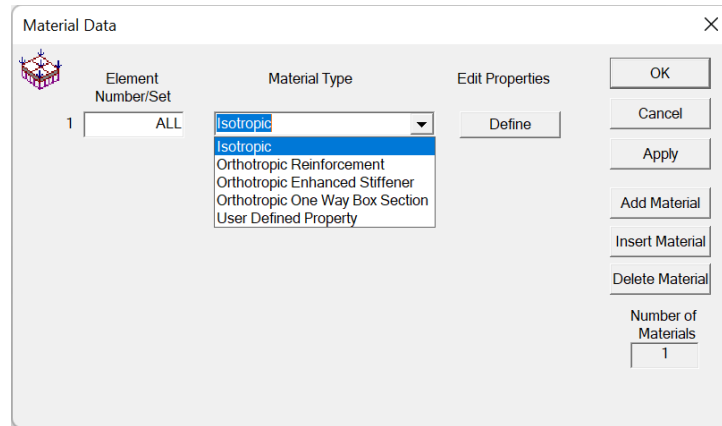 Material Data
Element
Number/Set
Material Type
Edit Properties
OK
1
ALL
Isotropic
Define
Cancel
Isotropic
Orthotropic Reinforcement
Orthotropic Enhanced Stiffener
Orthotropic One Way Box Section
User Defined Property
Apply
Add Material
Insert Material
Delete Material
Number of
Materials
1